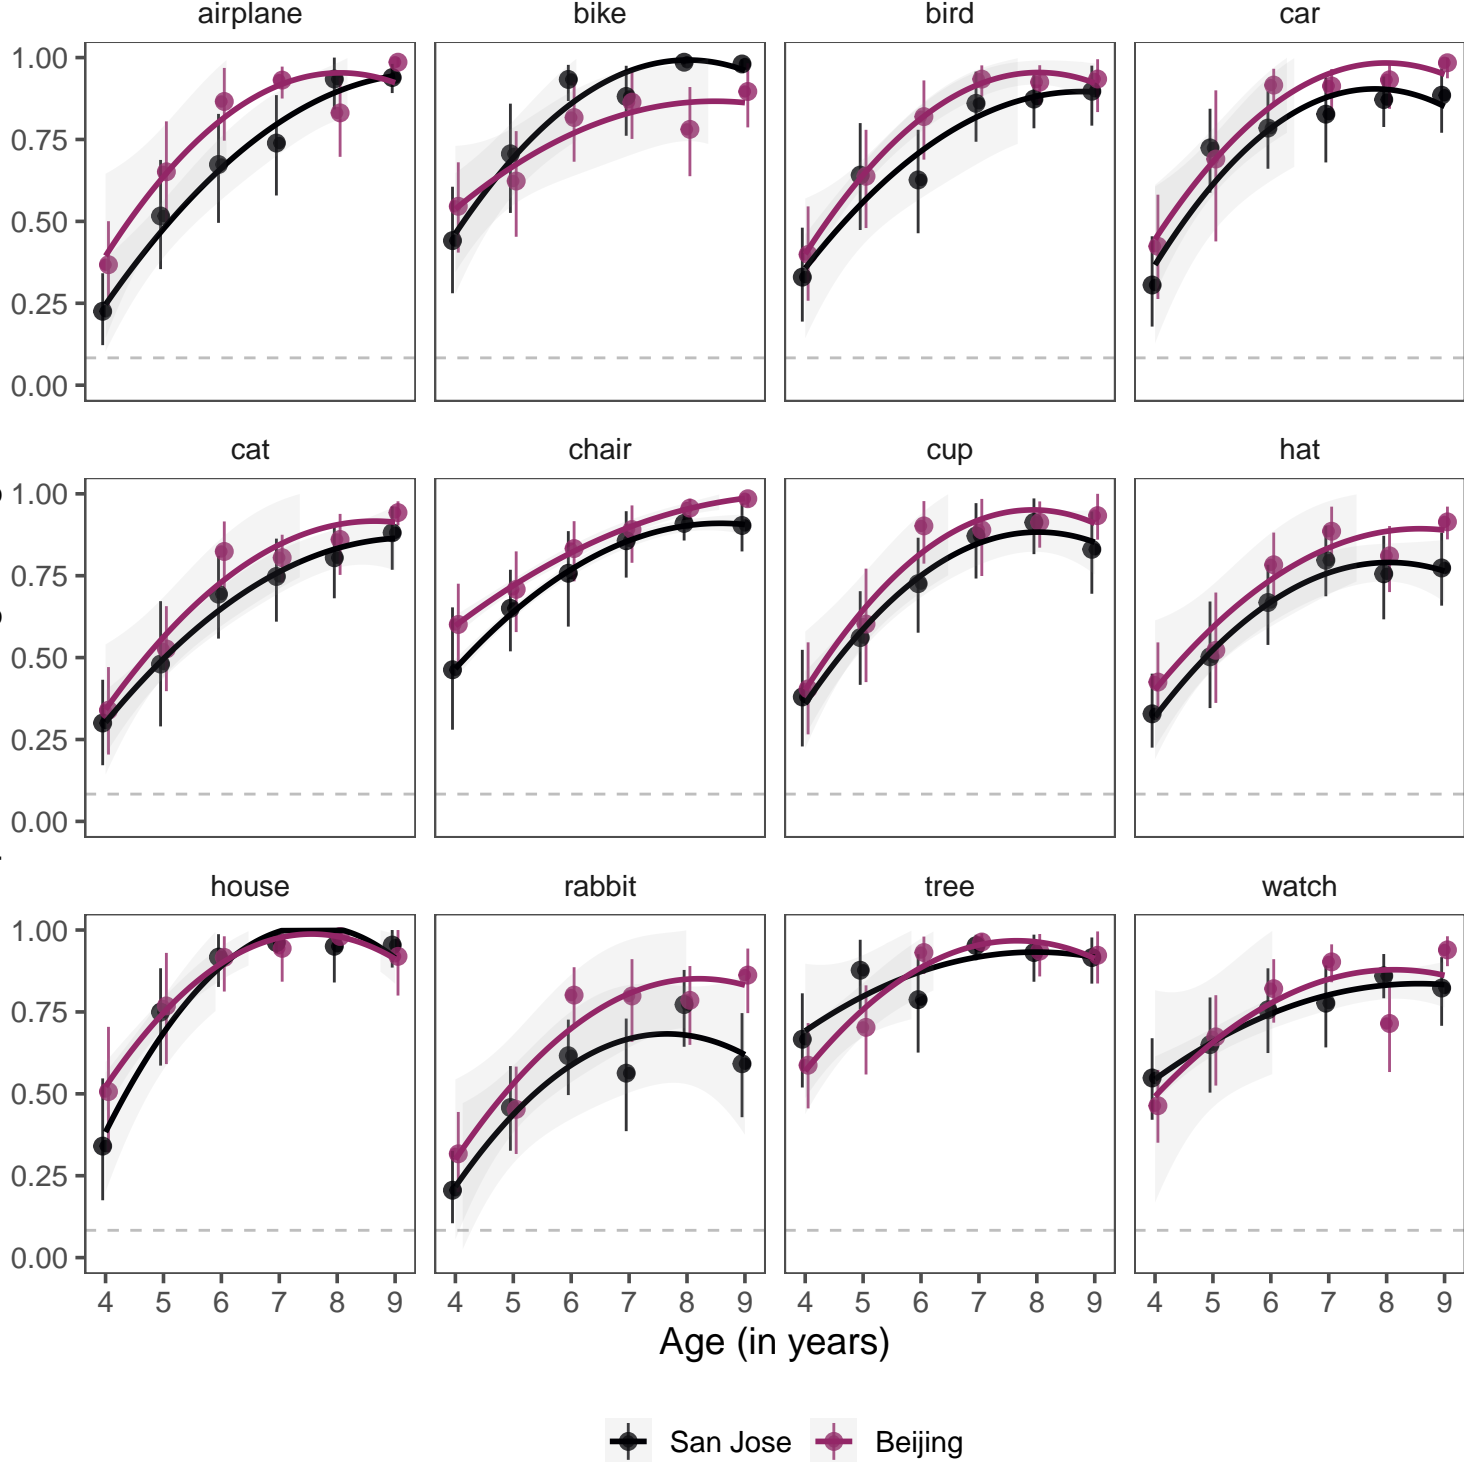 airplane bike bird car
1.00
0.75
0.50
0.25
0.00
cat chair cup hat
1.00
0.75
0.50
0.25
0.00
house rabbit tree watch
1.00
0.75
0.50
0.25
0.00
4 5 6 7 8 9 4 5 6 7 8 9 4 5 6 7 8 9 4 5 6 7 8 9
Age (in years)
San Jose Beijing